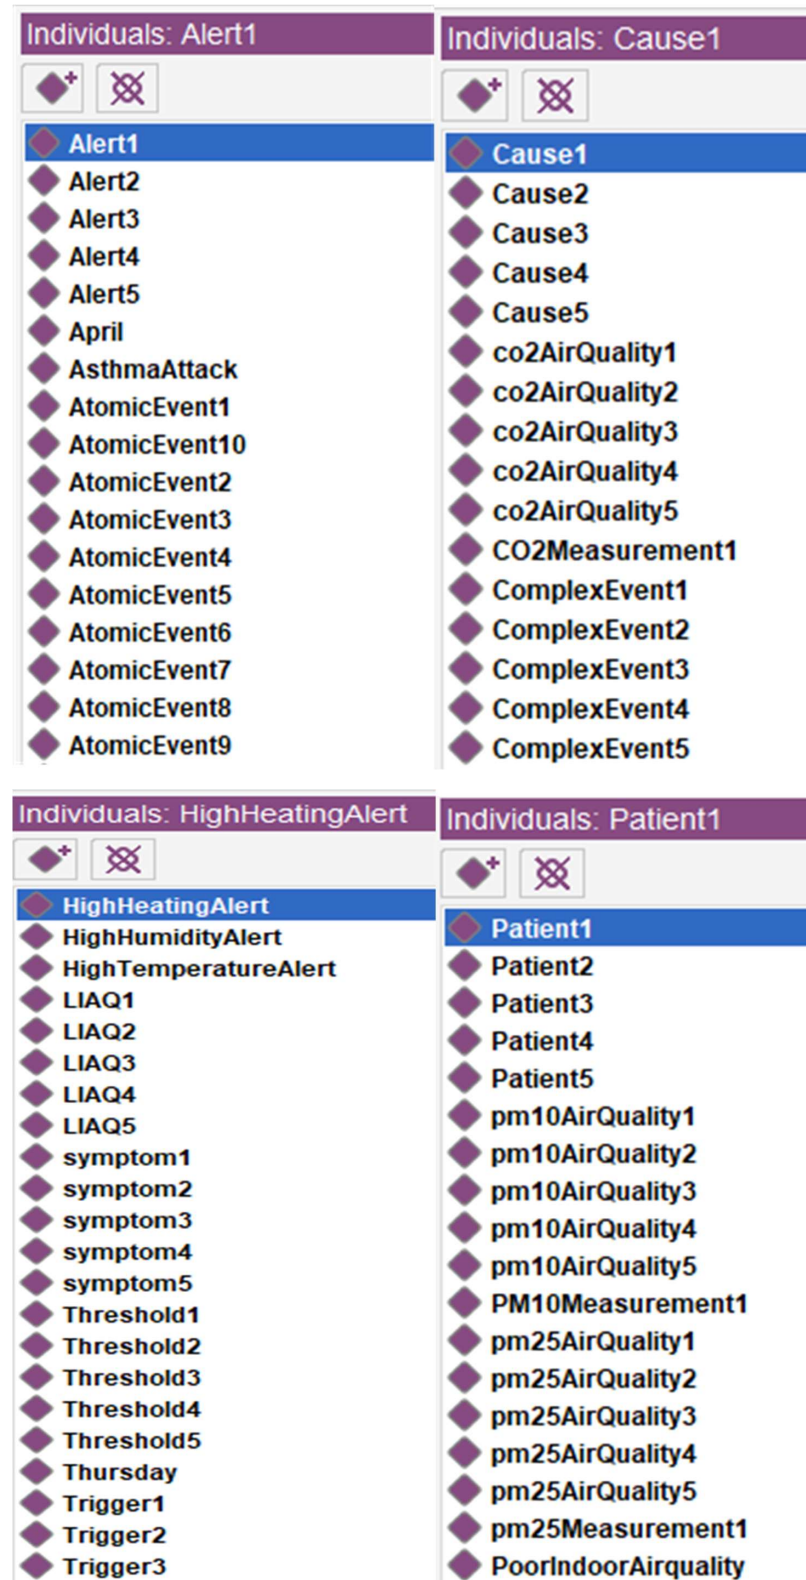 Individuals: Alert1
Alert1
Alert2
Alert3
Alert4
Alert5
April
AsthmaAttack
AtomicEvent1
AtomicEvent10
AtomicEvent2
AtomicEvent3
AtomicEvent4
AtomicEvent5
AtomicEvent6
AtomicEvent7
AtomicEvent8
AtomicEvent9
Individuals: Cause1
Cause1
Cause2
Cause3
Cause4
Cause5
co2AirQuality1
co2AirQuality2
co2AirQuality3
co2AirQuality4
co2AirQuality5
CO2Measurement1
ComplexEvent1
ComplexEvent2
ComplexEvent3
ComplexEvent4
ComplexEvent5
Individuals: HighHeatingAlert
HighHeatingAlert
HighHumidityAlert
HighTemperatureAlert
LIAQ1
LIAQ2
LIAQ3
LIAQ4
LIAQ5
symptom1
symptom2
symptom3
symptom4
symptom5
Threshold1
Threshold2
Threshold3
Threshold4
Threshold5
Thursday
Trigger1
Trigger2
Trigger3
Individuals: Patient1
Patient1
Patient2
Patient3
Patient4
Patient5
pm10AirQuality1
pm10AirQuality2
pm10AirQuality3
pm10AirQuality4
pm10AirQuality5
PM10Measurement1
pm25AirQuality1
pm25AirQuality2
pm25AirQuality3
pm25AirQuality4
pm25AirQuality5
pm25Measurement1
PoorIndoorAirquality